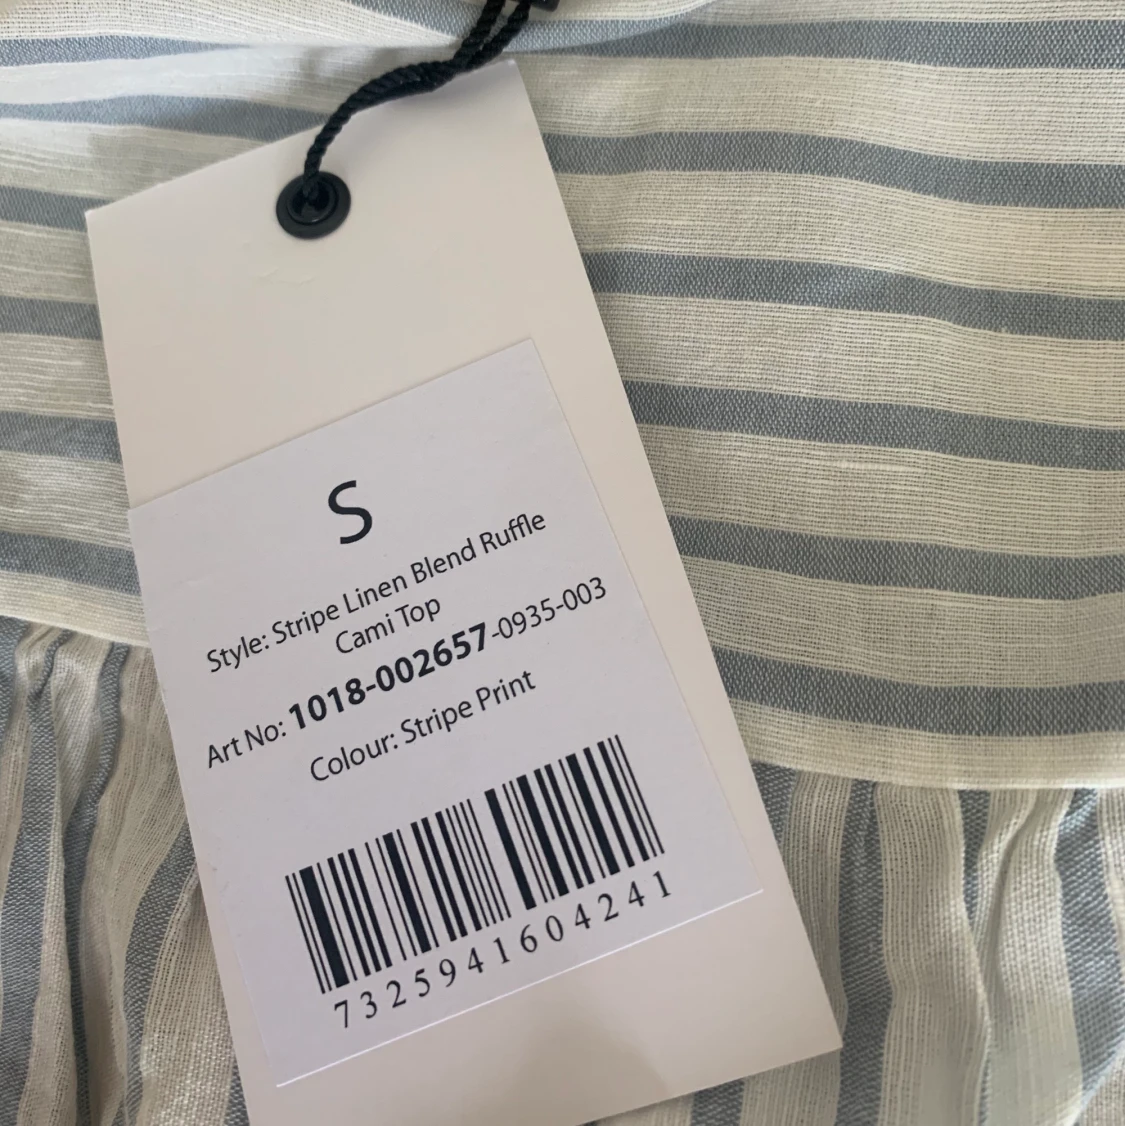 S
Style: Stripe Linen Blend Ruffle
Cami Top
Art No: 1018-002657-0935-003
Colour: Stripe Print
7325941604241